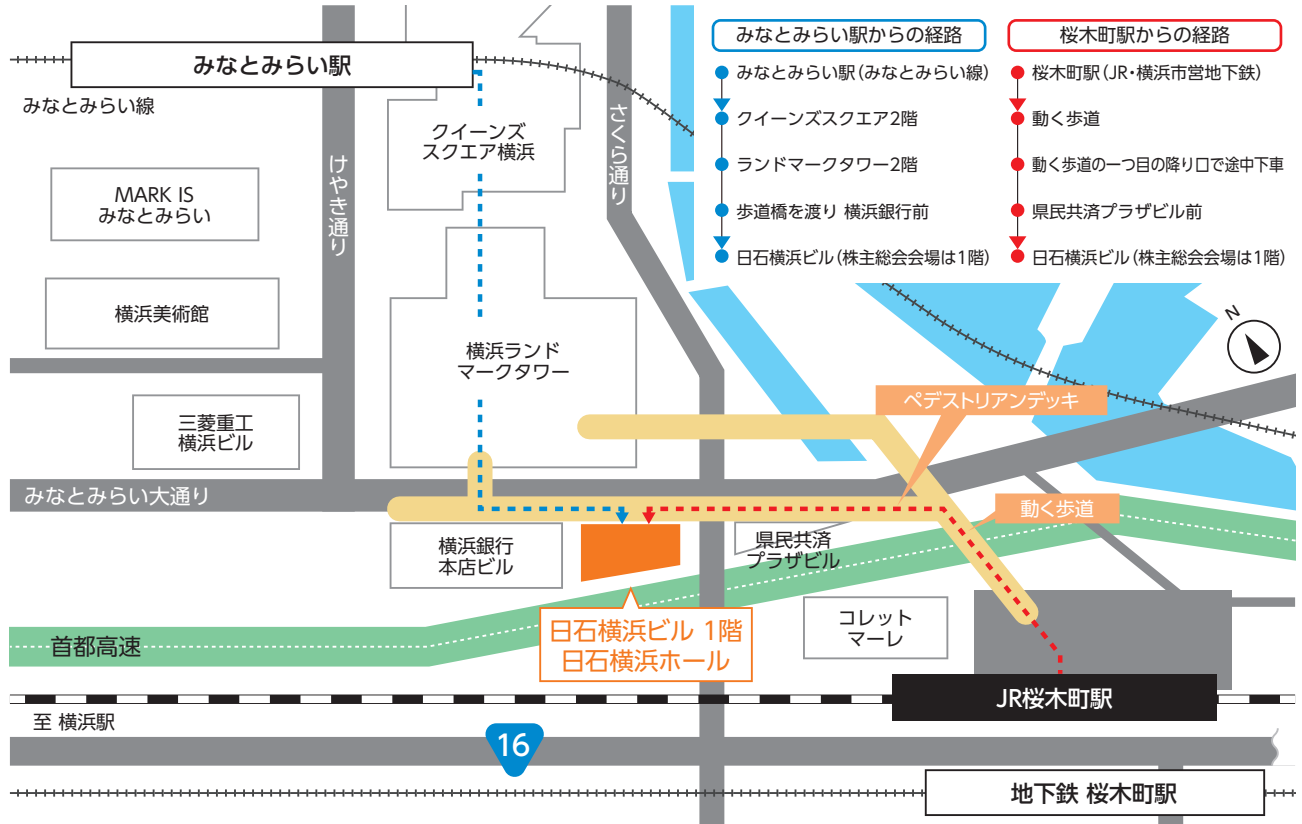 みなとみらい駅
みなとみらい線
クイーンズ
スクエア横浜
さくら通り
けやき通り
MARK IS
みなとみらい
横浜美術館
横浜ランド
マークタワー
三菱重工
横浜ビル
みなとみらい大通り
横浜銀行
本店ビル
県民共済
プラザビル
ペデストリアンデッキ
動く歩道
コレット
マーレ
首都高速
日石横浜ビル 1階
日石横浜ホール
JR桜木町駅
至 横浜駅
16
地下鉄 桜木町駅
N
みなとみらい駅からの経路
みなとみらい駅(みなとみらい線)
クイーンズスクエア2階
ランドマークタワー2階
歩道橋を渡り 横浜銀行前
日石横浜ビル(株主総会会場は1階)
桜木町駅からの経路
桜木町駅(JR・横浜市営地下鉄)
動く歩道
動く歩道の一つ目の降り口で途中下車
県民共済プラザビル前
日石横浜ビル(株主総会会場は1階)